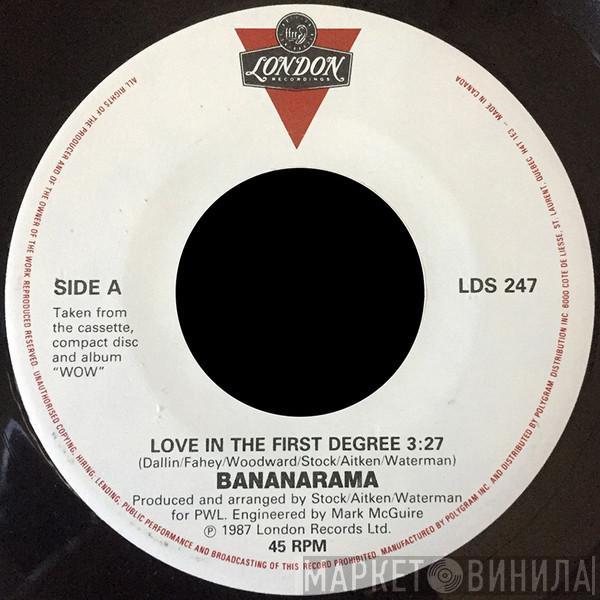 ffrr
LONDON
RECORDINGS
ALL RIGHTS OF THE PRODUCER AND OF THE OWNER OF THE WORK REPRODUCED RESERVED. UNAUTHORISED COPYING, HIRING, LENDING, PUBLIC PERFORMANCE AND BROADCASTING OF THIS RECORD PROHIBITED. MANUFACTURED BY POLYGRAM INC. AND DISTRIBUTED BY POLYGRAM DISTRIBUTION INC. 6000 COTE DE LIESSE, ST. LAURENT, QUEBEC H4T 1E3 – MADE IN CANADA
SIDE A
LDS 247
Taken from
the cassette,
compact disc
and album
"WOW"
LOVE IN THE FIRST DEGREE 3:27
(Dallin/Fahey/Woodward/Stock/Aitken/Waterman)
BANANARAMA
Produced and arranged by Stock/Aitken/Waterman
for PWL. Engineered by Mark McGuire
℗ 1987 London Records Ltd.
45 RPM
МАРКЕТ ВИНИЛА